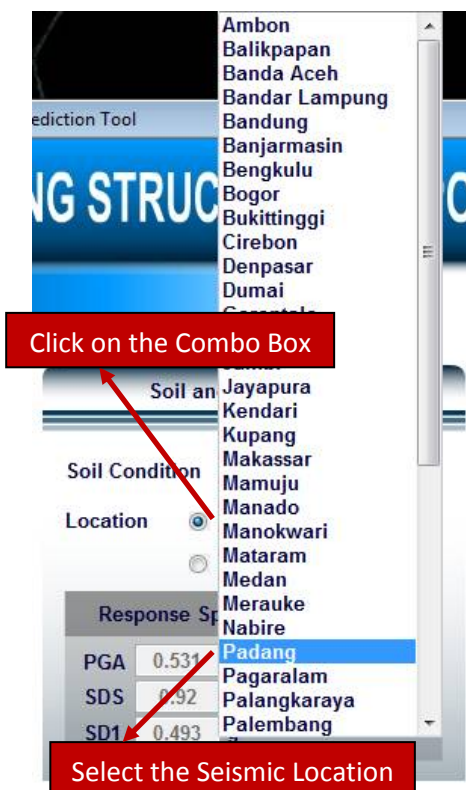 Ambon
Balikpapan
Banda Aceh
Bandar Lampung
ediction Tool
Bandung
Banjarmasin
Bengkulu
NG STRUC
Bogor
Bukittinggi
Cirebon
Denpasar
Dumai
Click on the Combo Box
Soil an
Jayapura
Kendari
Kupang
Makassar
Soil Condition
Mamuju
Manado
Location
Manokwari
Mataram
Medan
Merauke
Response Sp
Nabire
Padang
PGA 0.531
Pagaralam
SDS 0.92
Palangkaraya
SD1 0.493
Palembang
Select the Seismic Location